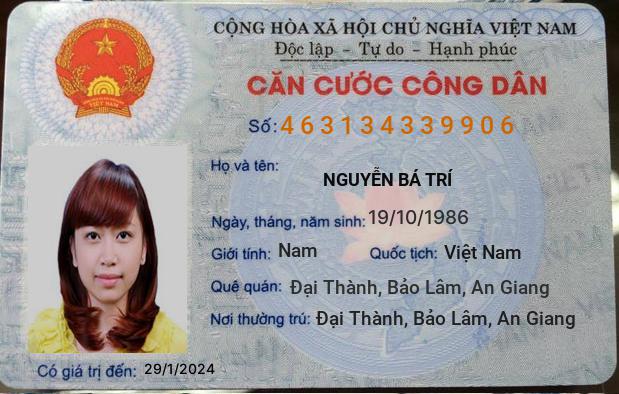 CỘNG HÒA XÃ HỘI CHỦ NGHĨA VIỆT NAM
Độc lập - Tự do - Hạnh phúc
CĂN CƯỚC CÔNG DÂN
Số: 463134339906
Họ và tên:
NGUYỄN BÁ TRÍ
Ngày, tháng, năm sinh: 19/10/1986
Giới tính: Nam Quốc tịch: Việt Nam
Quê quán: Đại Thành, Bảo Lâm, An Giang
Nơi thường trú: Đại Thành, Bảo Lâm, An Giang
Có giá trị đến: 29/1/2024
VIỆT NAM